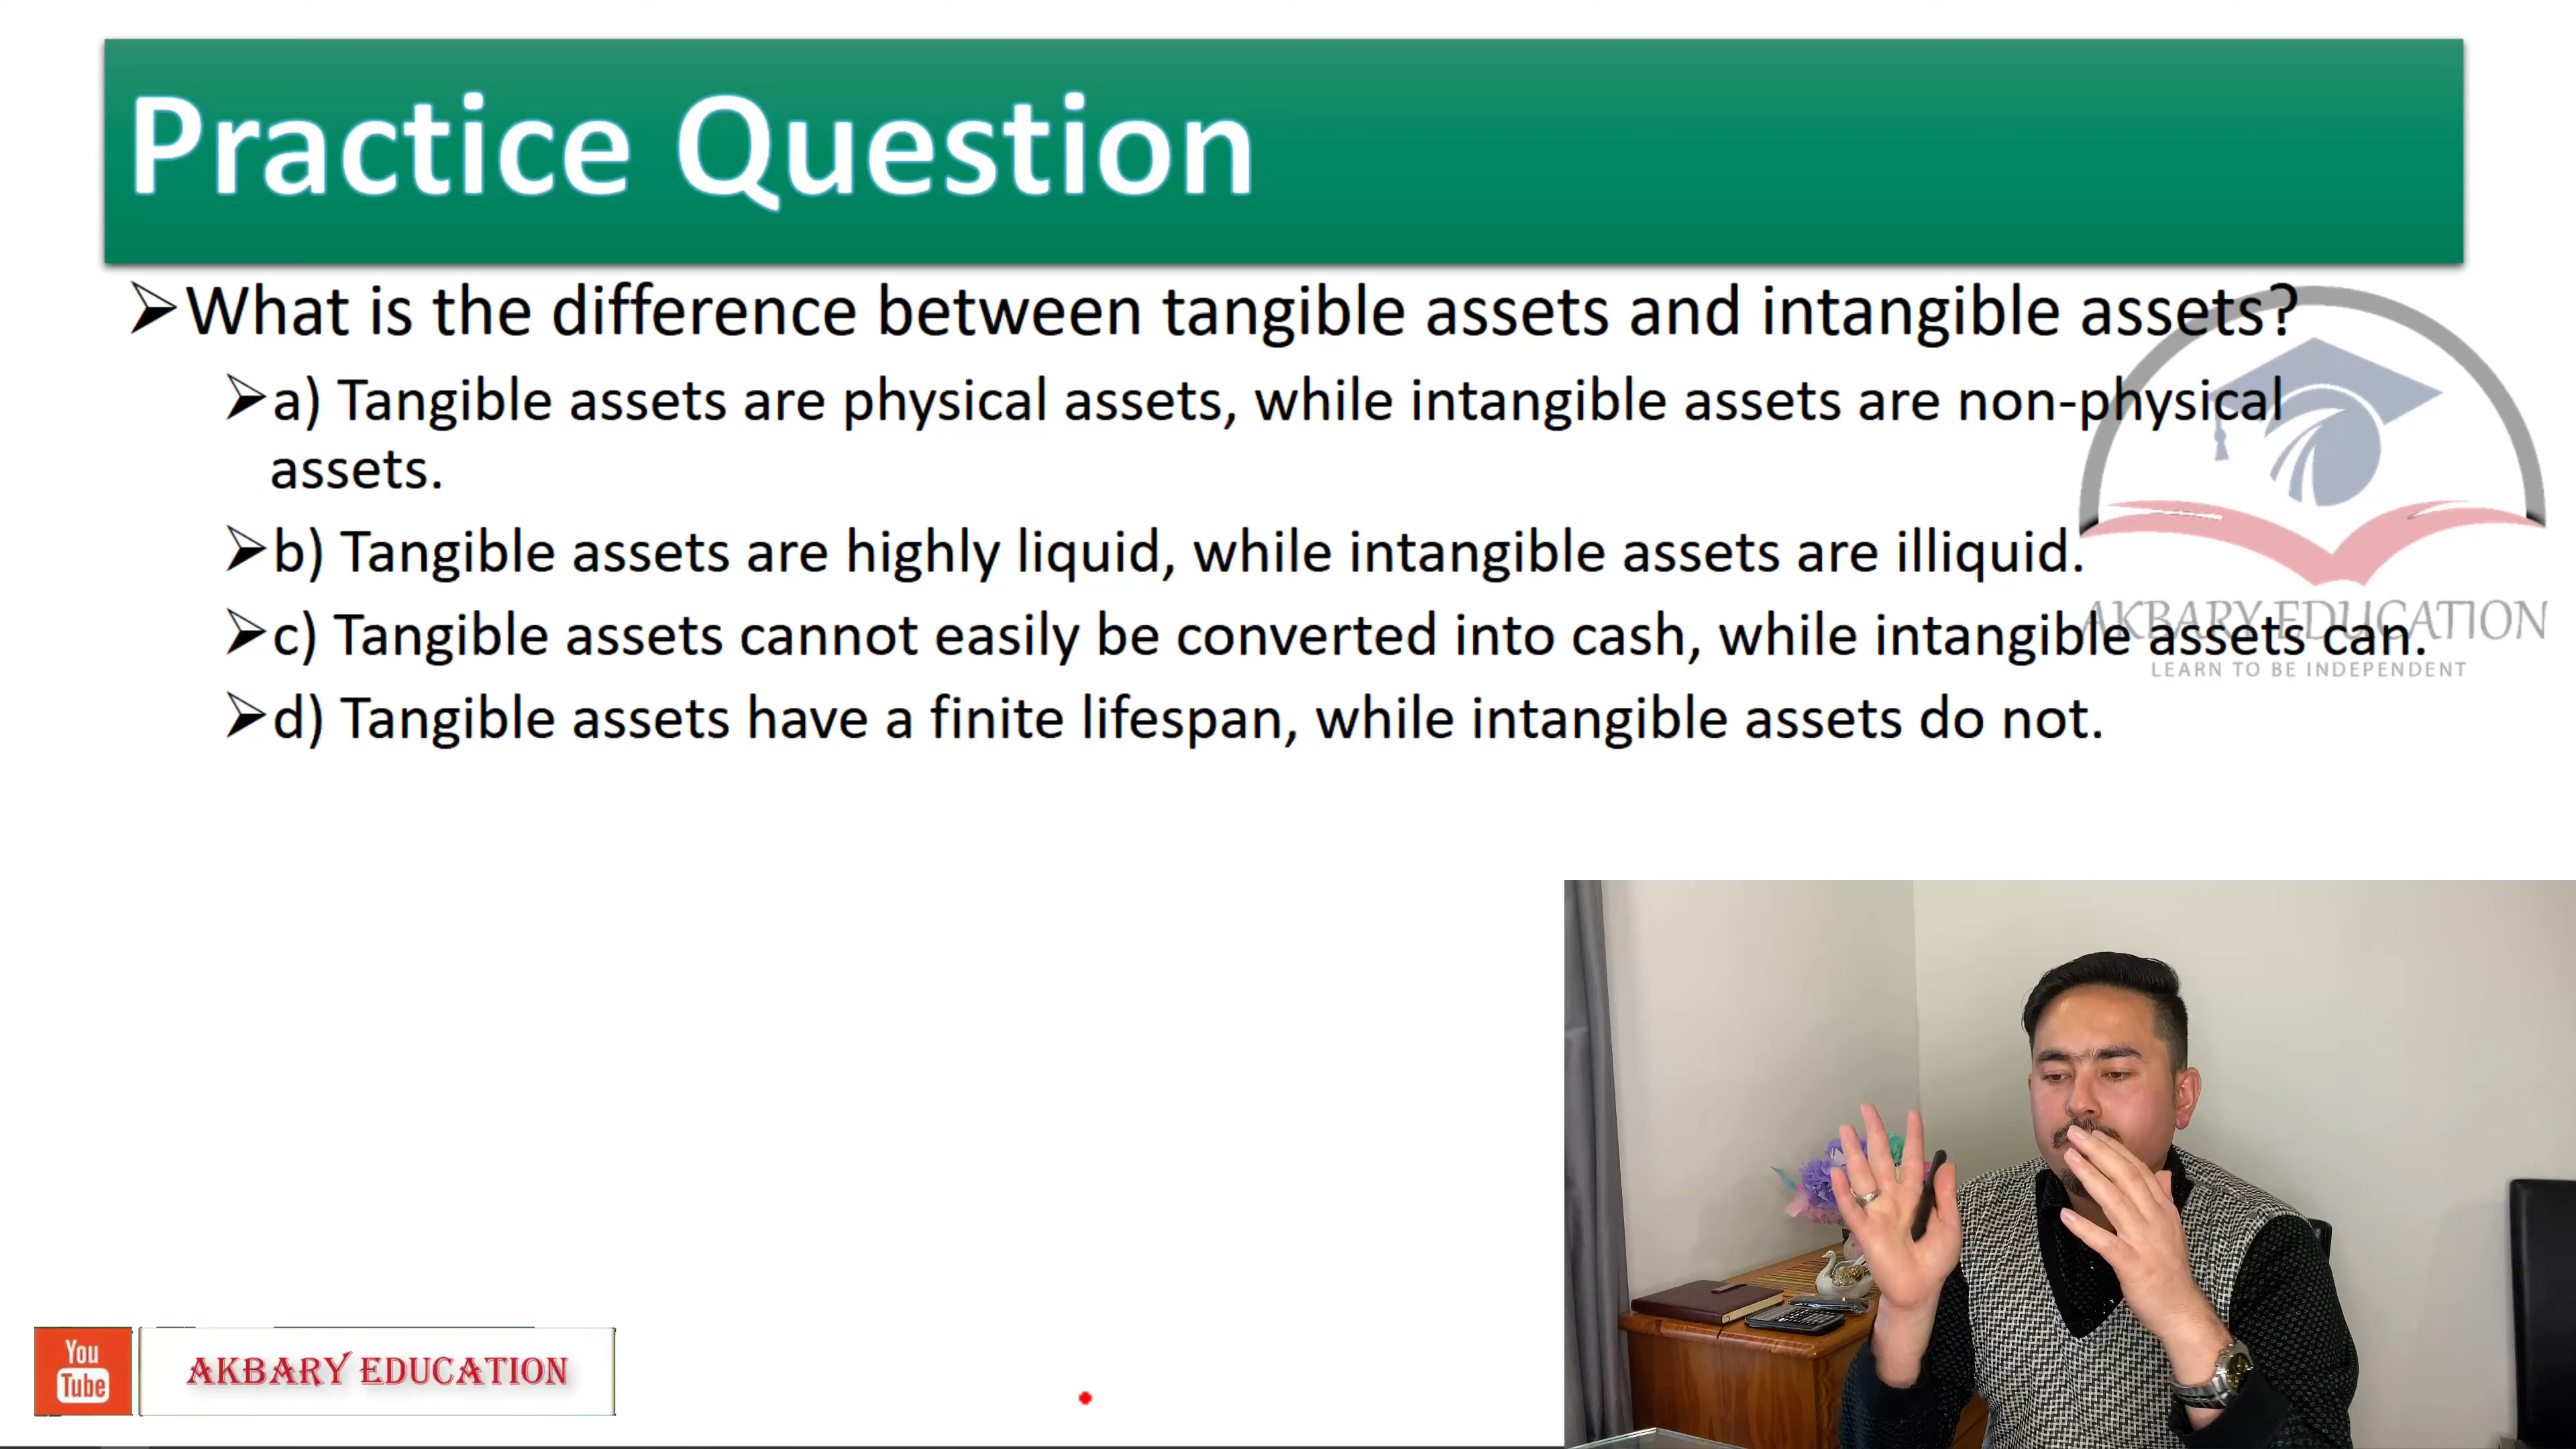 Practice Question
➢What is the difference between tangible assets and intangible assets?
➢a) Tangible assets are physical assets, while intangible assets are non-physical
assets.
➢b) Tangible assets are highly liquid, while intangible assets are illiquid.
➢c) Tangible assets cannot easily be converted into cash, while intangible assets can.
➢d) Tangible assets have a finite lifespan, while intangible assets do not.
AKBARY EDUCATION
LEARN TO BE INDEPENDENT
You
Tube
AKBARY EDUCATION